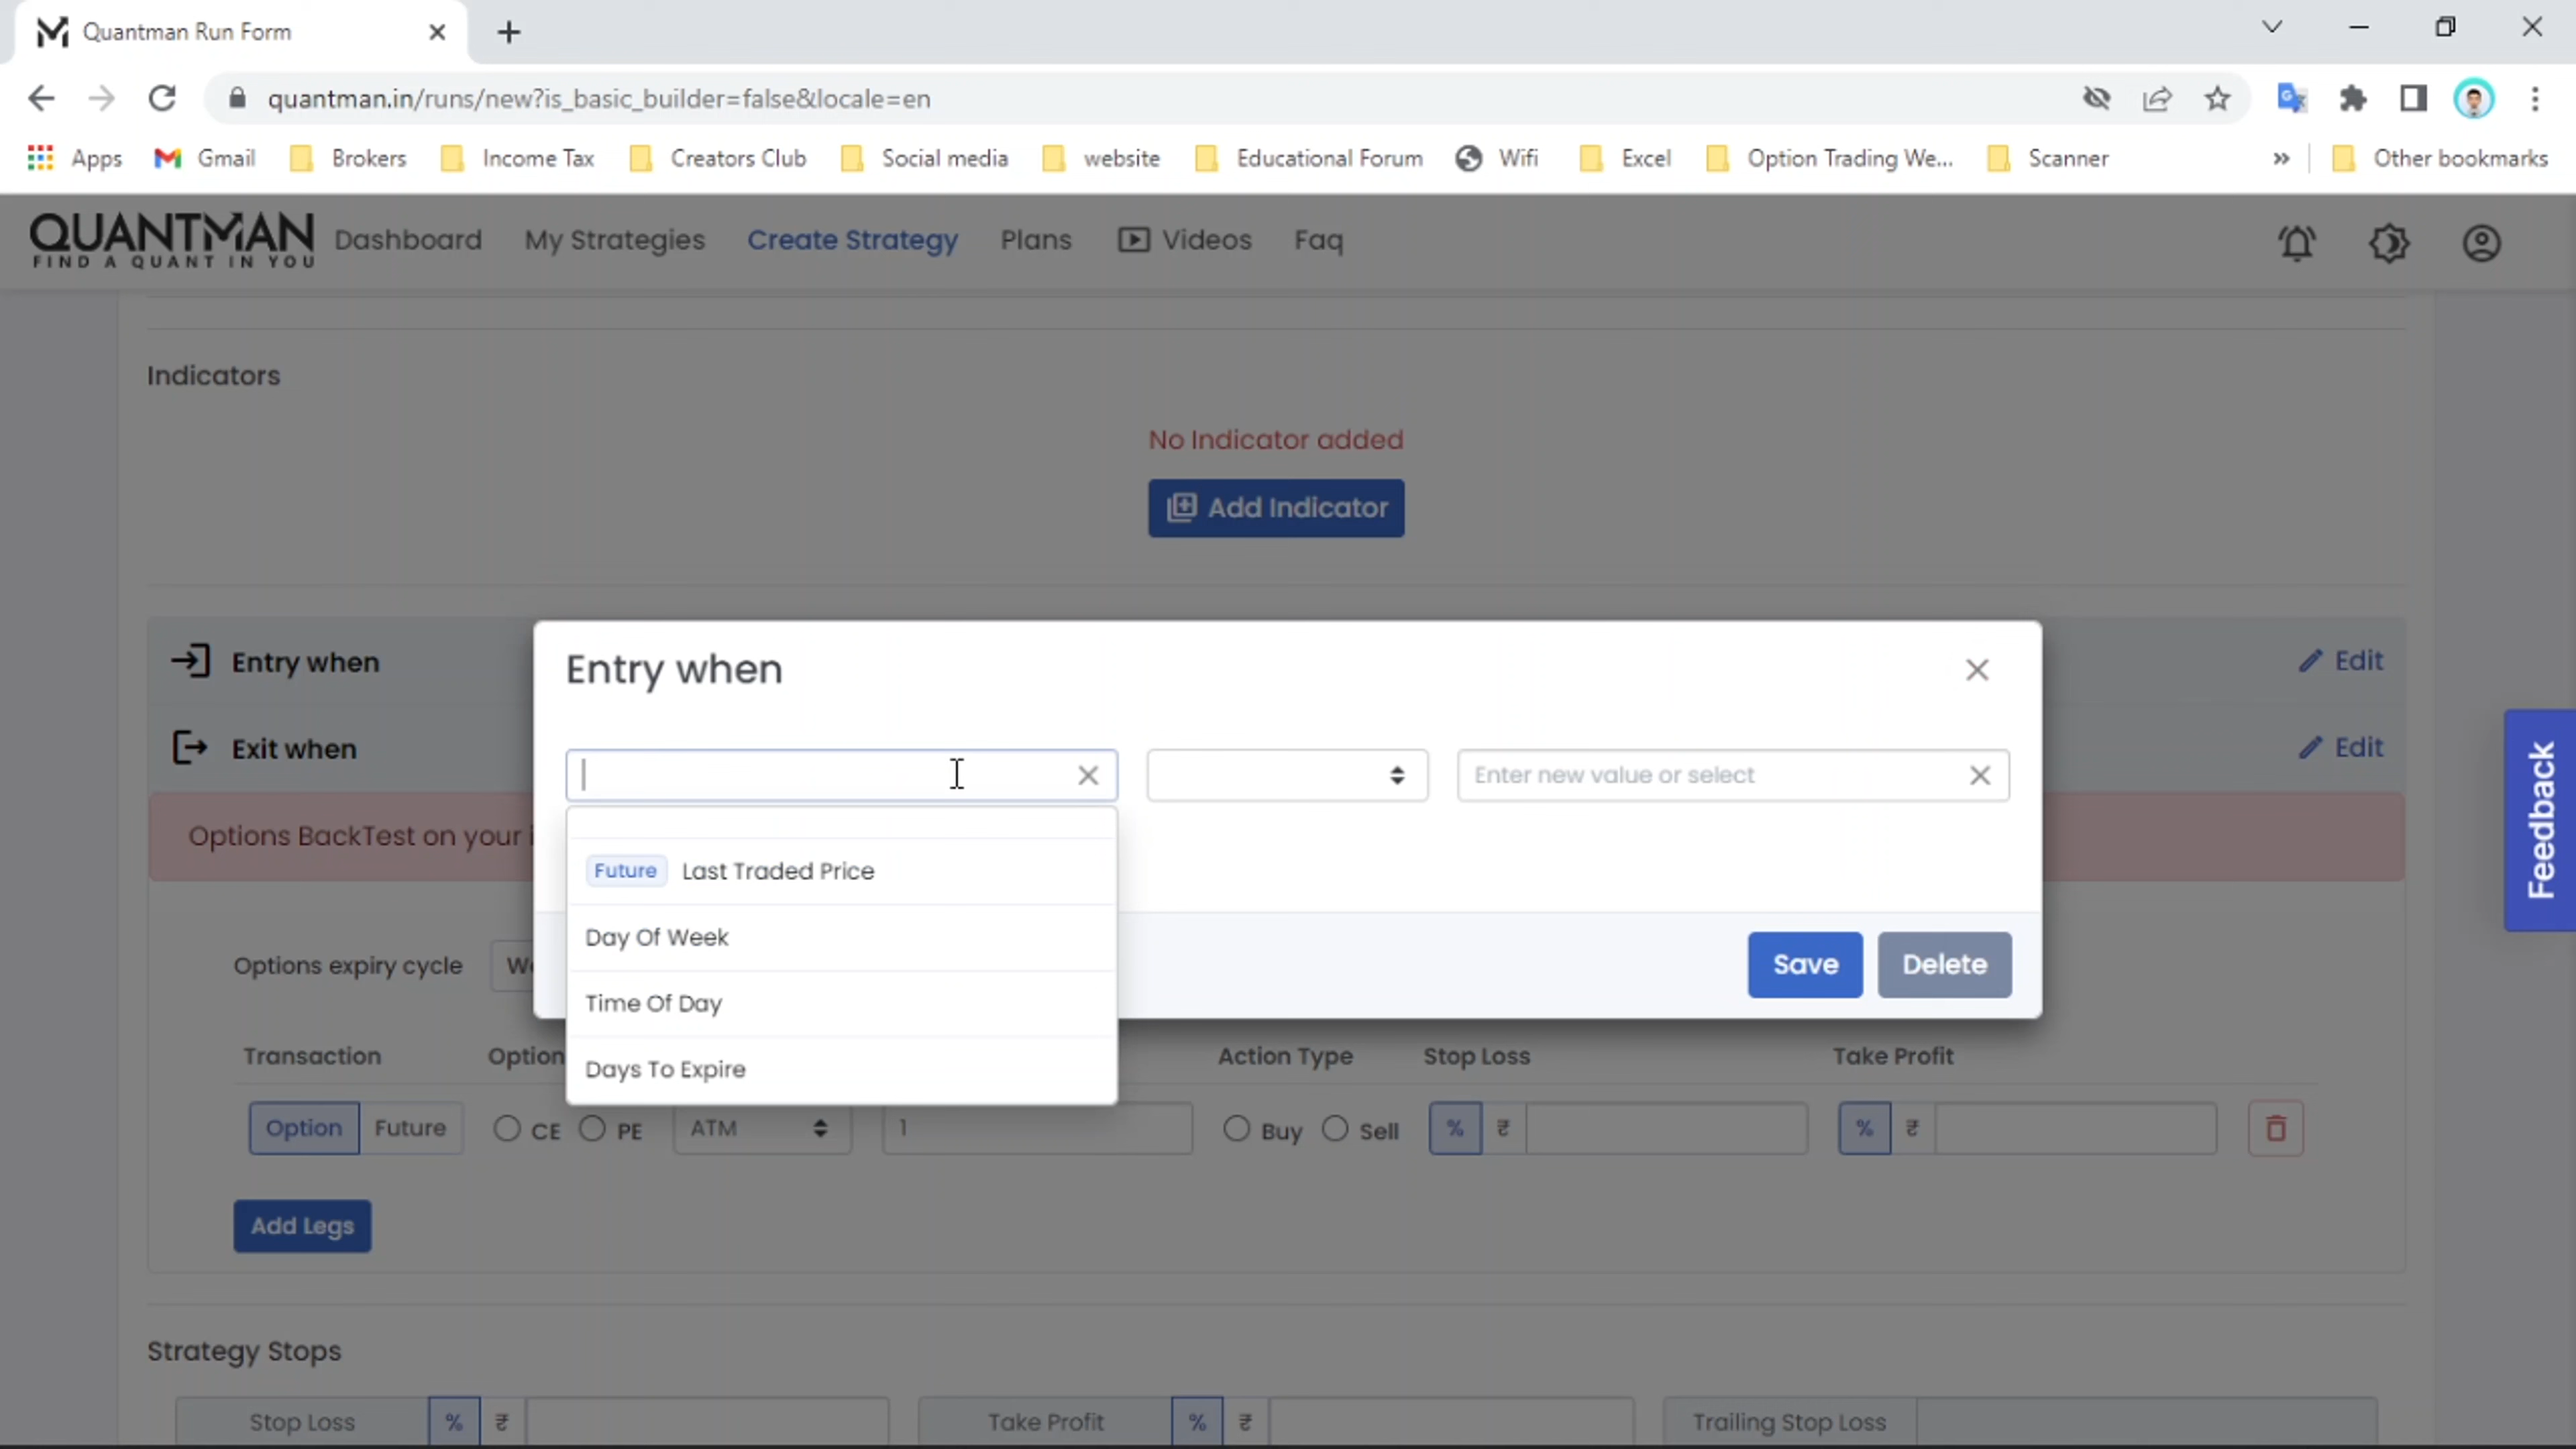 Quantman Run Form
quantman.in/runs/new?is_basic_builder=false&locale=en
Apps Gmail Brokers Income Tax Creators Club Social media website Educational Forum Wifi Excel Option Trading We... Scanner » Other bookmarks
QUANTMAN Dashboard My Strategies Create Strategy Plans Videos Faq
FIND A QUANT IN YOU
Indicators
No Indicator added
Add Indicator
Entry when
Edit
Entry when
Exit when
Edit
Enter new value or select
Options BackTest on your i
Future Last Traded Price
Day Of Week
Options expiry cycle
Save Delete
Time Of Day
Days To Expire
Transaction Option Action Type Stop Loss Take Profit
Option Future CE PE ATM 1 Buy Sell % ₹ % ₹
Add Legs
Strategy Stops
Stop Loss % ₹ Take Profit % ₹ Trailing Stop Loss
Feedback